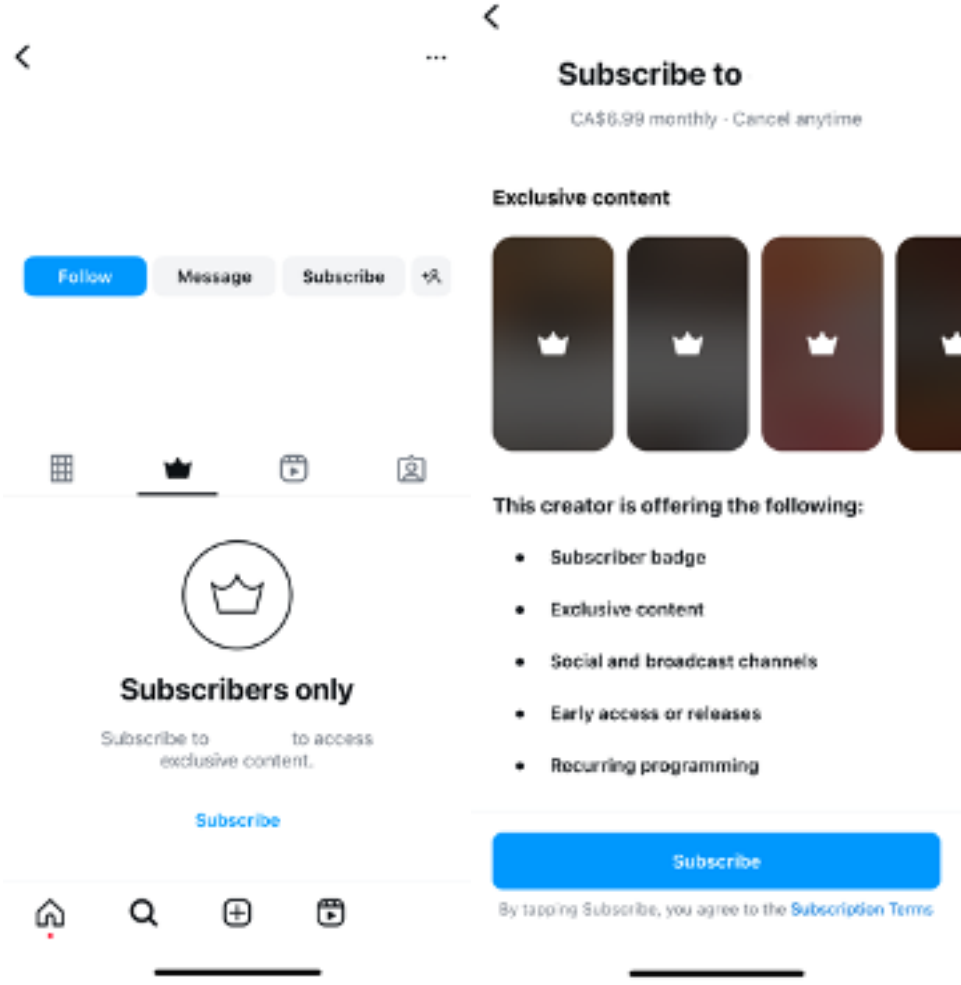 Follow
Message
Subscribe
Subscribers only
Subscribe to to access
exclusive content.
Subscribe
Subscribe to
CA$6.99 monthly · Cancel anytime
Exclusive content
This creator is offering the following:
• Subscriber badge
• Exclusive content
• Social and broadcast channels
• Early access or releases
• Recurring programming
Subscribe
By tapping Subscribe, you agree to the Subscription Terms